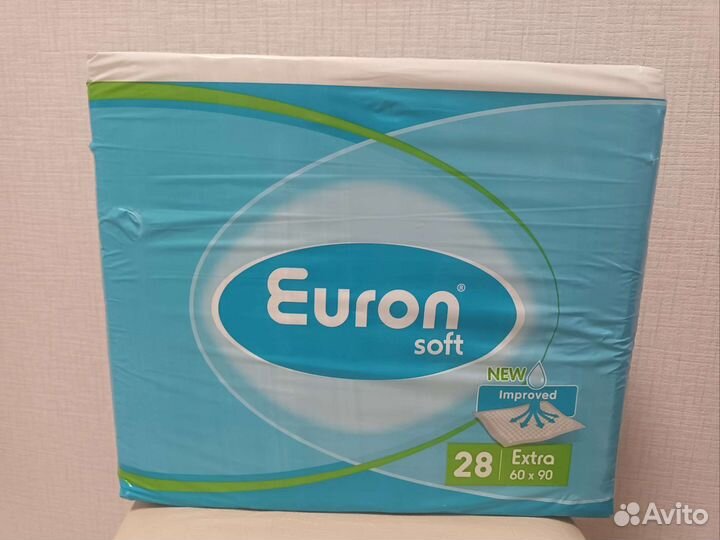 Euron®
soft
NEW
Improved
28 Extra
60 x 90
Avito